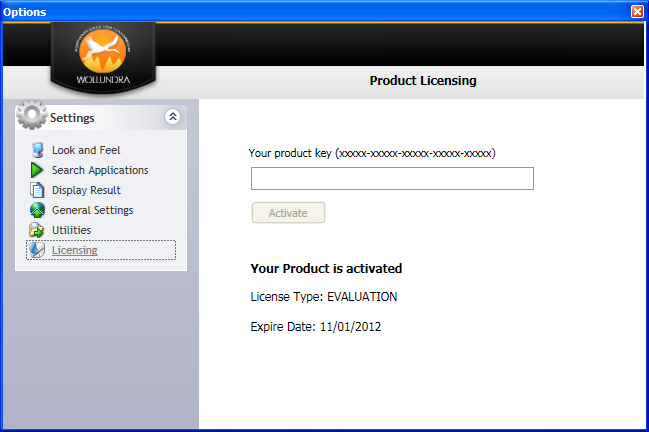 Options
WOLLUNDRA
Product Licensing
Settings
Look and Feel
Search Applications
Display Result
General Settings
Utilities
Licensing
Your product key (xxxxx-xxxxx-xxxxx-xxxxx-xxxxx)
Activate
Your Product is activated
License Type: EVALUATION
Expire Date: 11/01/2012